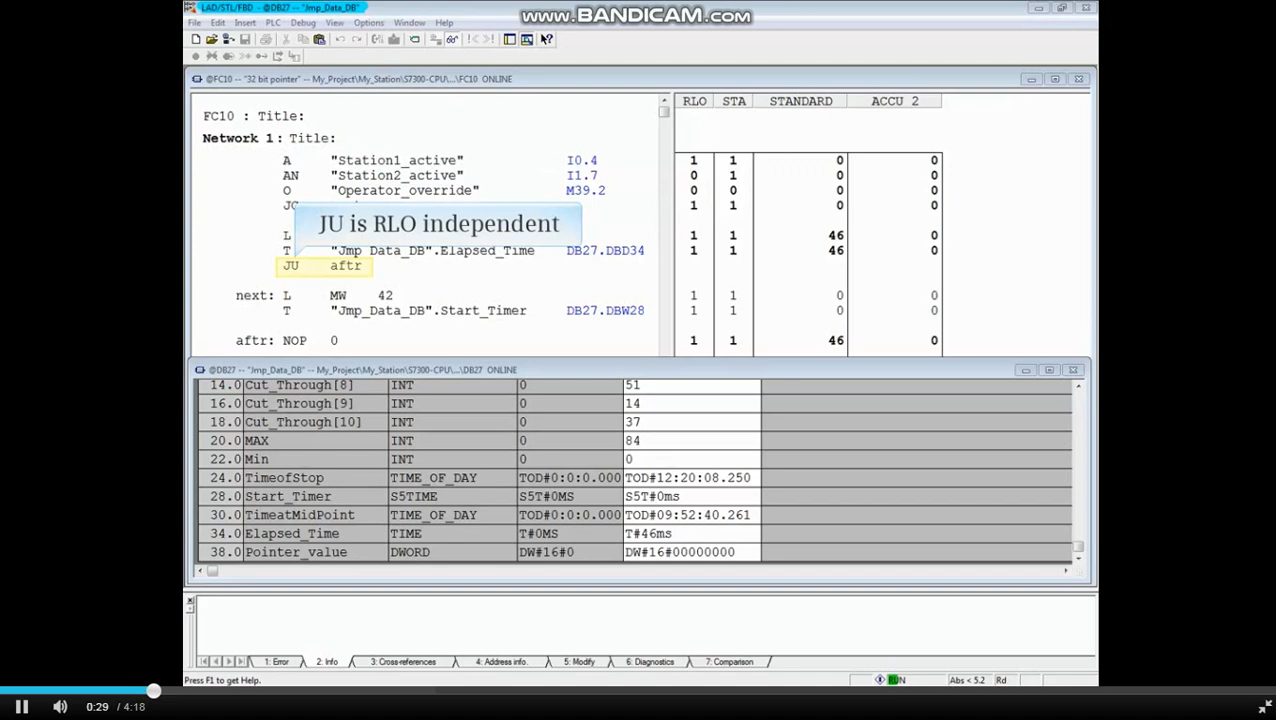 LAD/STL/FBD - @DB27 -- "Jmp_Data_DB"
www.BANDICAM.com
File Edit Insert PLC Debug View Options Window Help
@FC10 -- "32 bit pointer" -- My_Project\My_Station\S7300-CPU\...\FC10 ONLINE
RLO STA STANDARD ACCU 2
FC10 : Title:
Network 1: Title:
A "Station1_active" I0.4 1 1 0 0
AN "Station2_active" I1.7 0 1 0 0
O "Operator_override" M39.2 0 0 0 0
1 1 0 0
JU is RLO independent
L 1 1 46 0
T "Jmp_Data_DB".Elapsed_Time DB27.DBD34 1 1 46 0
JU aftr
next: L MW 42 1 1 0 0
T "Jmp_Data_DB".Start_Timer DB27.DBW28 1 1 0 0
aftr: NOP 0 1 1 46 0
@DB27 -- "Jmp_Data_DB" -- My_Project\My_Station\S7300-CPU\...\DB27 ONLINE
14.0 Cut_Through[8] INT 0 51
16.0 Cut_Through[9] INT 0 14
18.0 Cut_Through[10] INT 0 37
20.0 MAX INT 0 84
22.0 Min INT 0 0
24.0 TimeofStop TIME_OF_DAY TOD#0:0:0.000 TOD#12:20:08.250
28.0 Start_Timer S5TIME S5T#0MS S5T#0ms
30.0 TimeatMidPoint TIME_OF_DAY TOD#0:0:0.000 TOD#09:52:40.261
34.0 Elapsed_Time TIME T#0MS T#46ms
38.0 Pointer_value DWORD DW#16#0 DW#16#00000000
1: Error 2: Info 3: Cross-references 4: Address info. 5: Modify 6: Diagnostics 7: Comparison
Press F1 to get Help. RUN Abs < 5.2 Rd
0:29 / 4:18